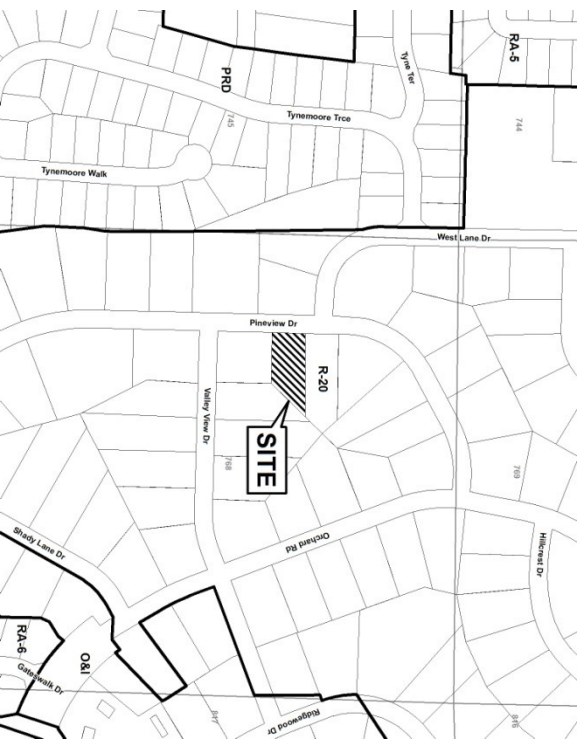 RA-5
Tyne Ter
PRD
745
Tynemoore Trce
744
Tynemoore Walk
West Lane Dr
Pineview Dr
R-20
Valley View Dr
SITE
768
769
Orchard Rd
Hillcrest Dr
Shady Lane Dr
RA-6
O&I
Gateswalk Dr
847
Ridgewood Dr
816